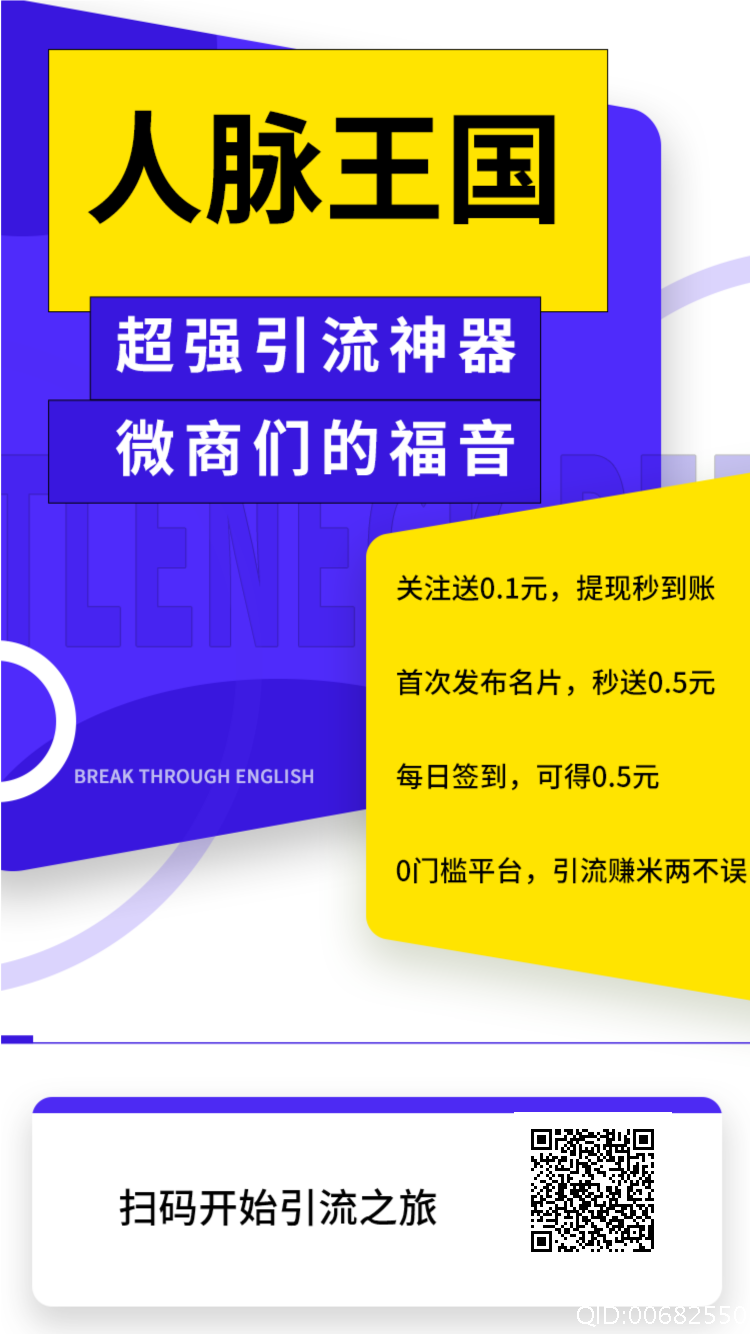 人脉王国
超强引流神器
微商们的福音
关注送0.1元，提现秒到账
首次发布名片，秒送0.5元
每日签到，可得0.5元
BREAK THROUGH ENGLISH
0门槛平台，引流赚米两不误
扫码开始引流之旅
QID:00682550